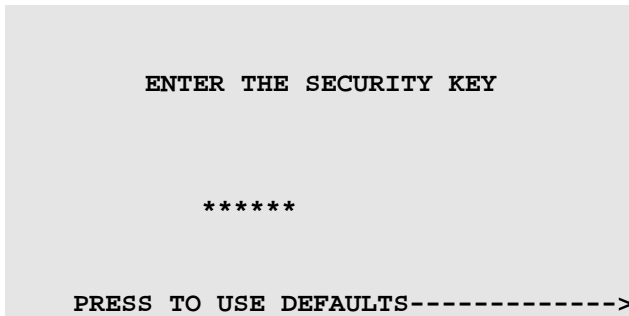 ENTER THE SECURITY KEY
******
PRESS TO USE DEFAULTS------------->